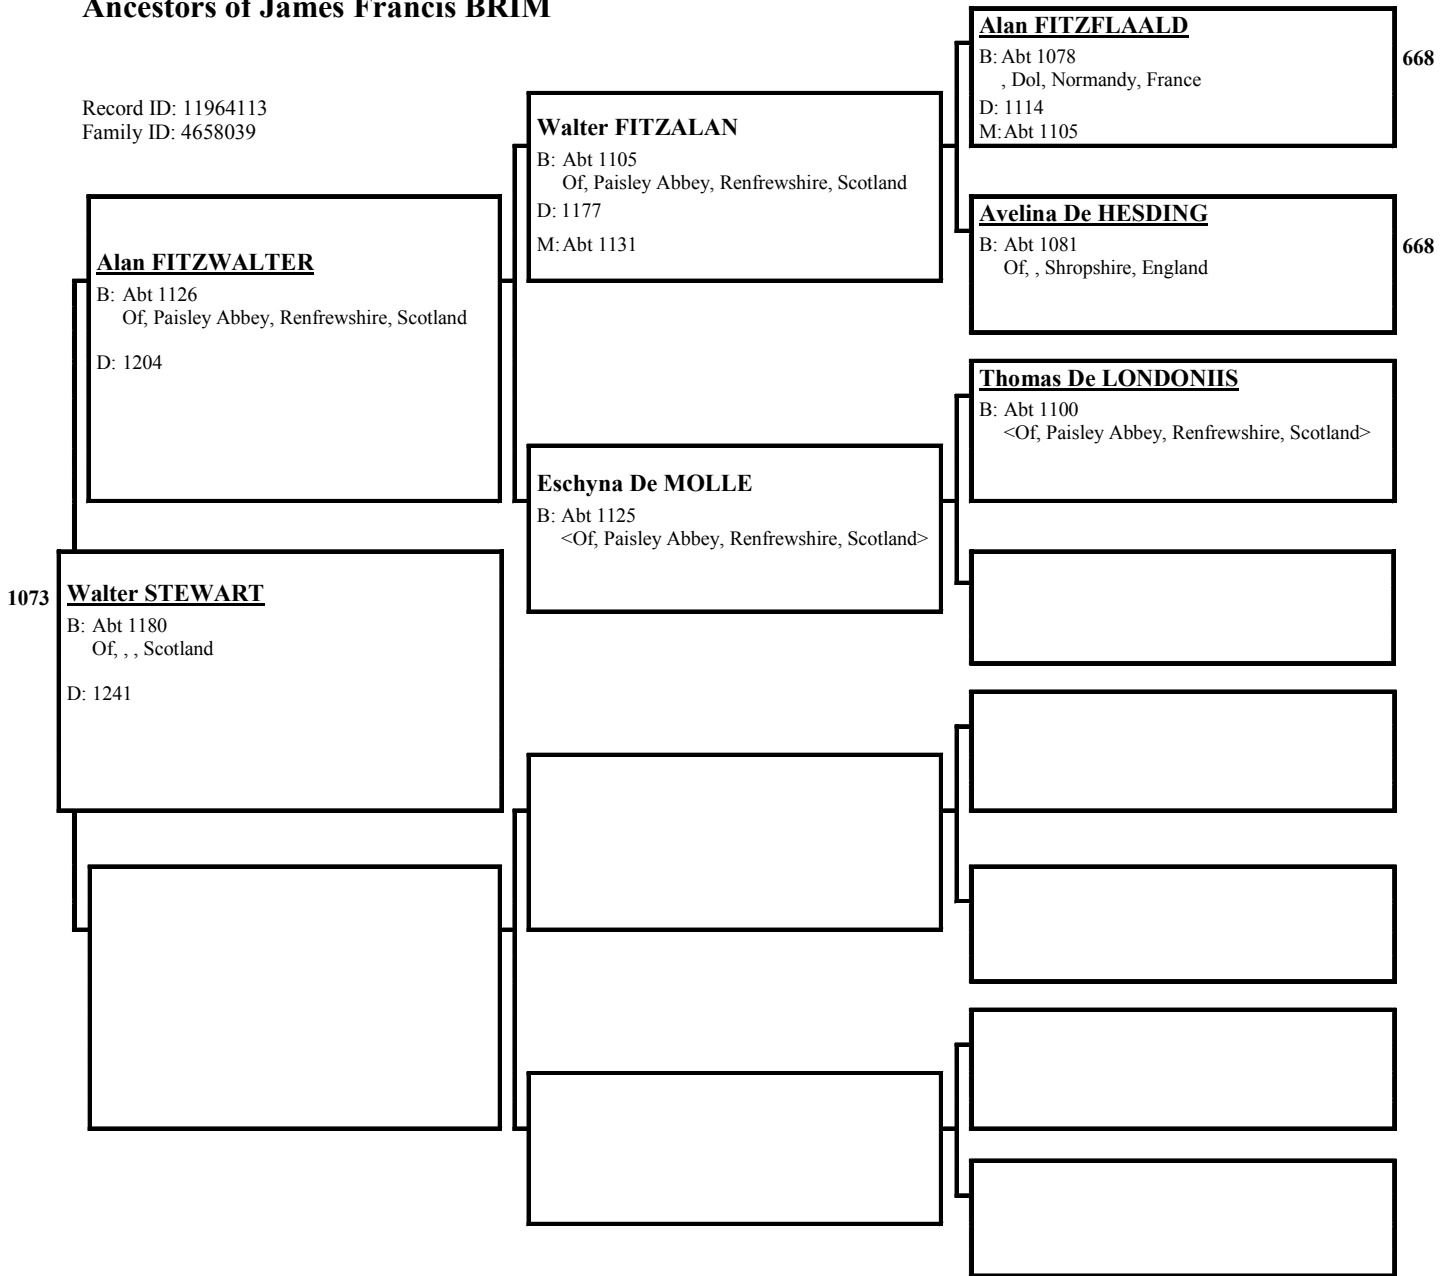 Ancestors of James Francis BRIM
Record ID: 11964113
Family ID: 4658039
Alan FITZFLAALD
B: Abt 1078
, Dol, Normandy, France
D: 1114
M: Abt 1105
668
Walter FITZALAN
B: Abt 1105
Of, Paisley Abbey, Renfrewshire, Scotland
D: 1177
M: Abt 1131
Avelina De HESDING
B: Abt 1081
Of, , Shropshire, England
668
Alan FITZWALTER
B: Abt 1126
Of, Paisley Abbey, Renfrewshire, Scotland
D: 1204
Thomas De LONDONIIS
B: Abt 1100
<Of, Paisley Abbey, Renfrewshire, Scotland>
Eschyna De MOLLE
B: Abt 1125
<Of, Paisley Abbey, Renfrewshire, Scotland>
1073
Walter STEWART
B: Abt 1180
Of, , , Scotland
D: 1241